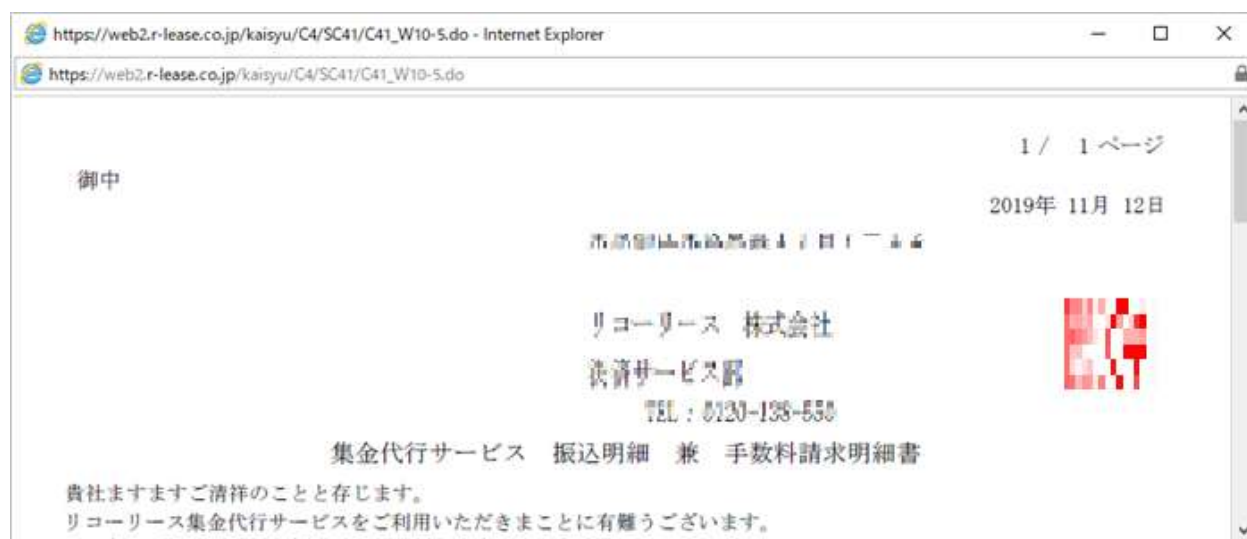 https://web2.r-lease.co.jp/kaisyu/C4/SC41/C41_W10-5.do - Internet Explorer
https://web2.r-lease.co.jp/kaisyu/C4/SC41/C41_W10-5.do
1 / 1 ページ
御中
2019年 11月 12日
リコーリース 株式会社
決済サービス部
TEL : 0120-138-550
集金代行サービス 振込明細 兼 手数料請求明細書
貴社ますますご清祥のことと存じます。
リコーリース集金代行サービスをご利用いただきまことに有難うございます。